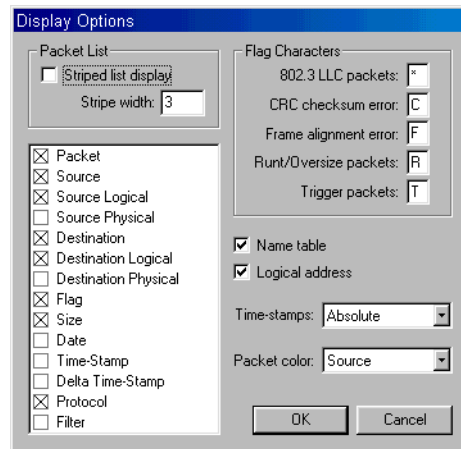 Display Options
Packet List
Striped list display
Stripe width: 3
Packet
Source
Source Logical
Source Physical
Destination
Destination Logical
Destination Physical
Flag
Size
Date
Time-Stamp
Delta Time-Stamp
Protocol
Filter
Flag Characters
802.3 LLC packets: *
CRC checksum error: C
Frame alignment error: F
Runt/Oversize packets: R
Trigger packets: T
Name table
Logical address
Time-stamps: Absolute
Packet color: Source
OK Cancel